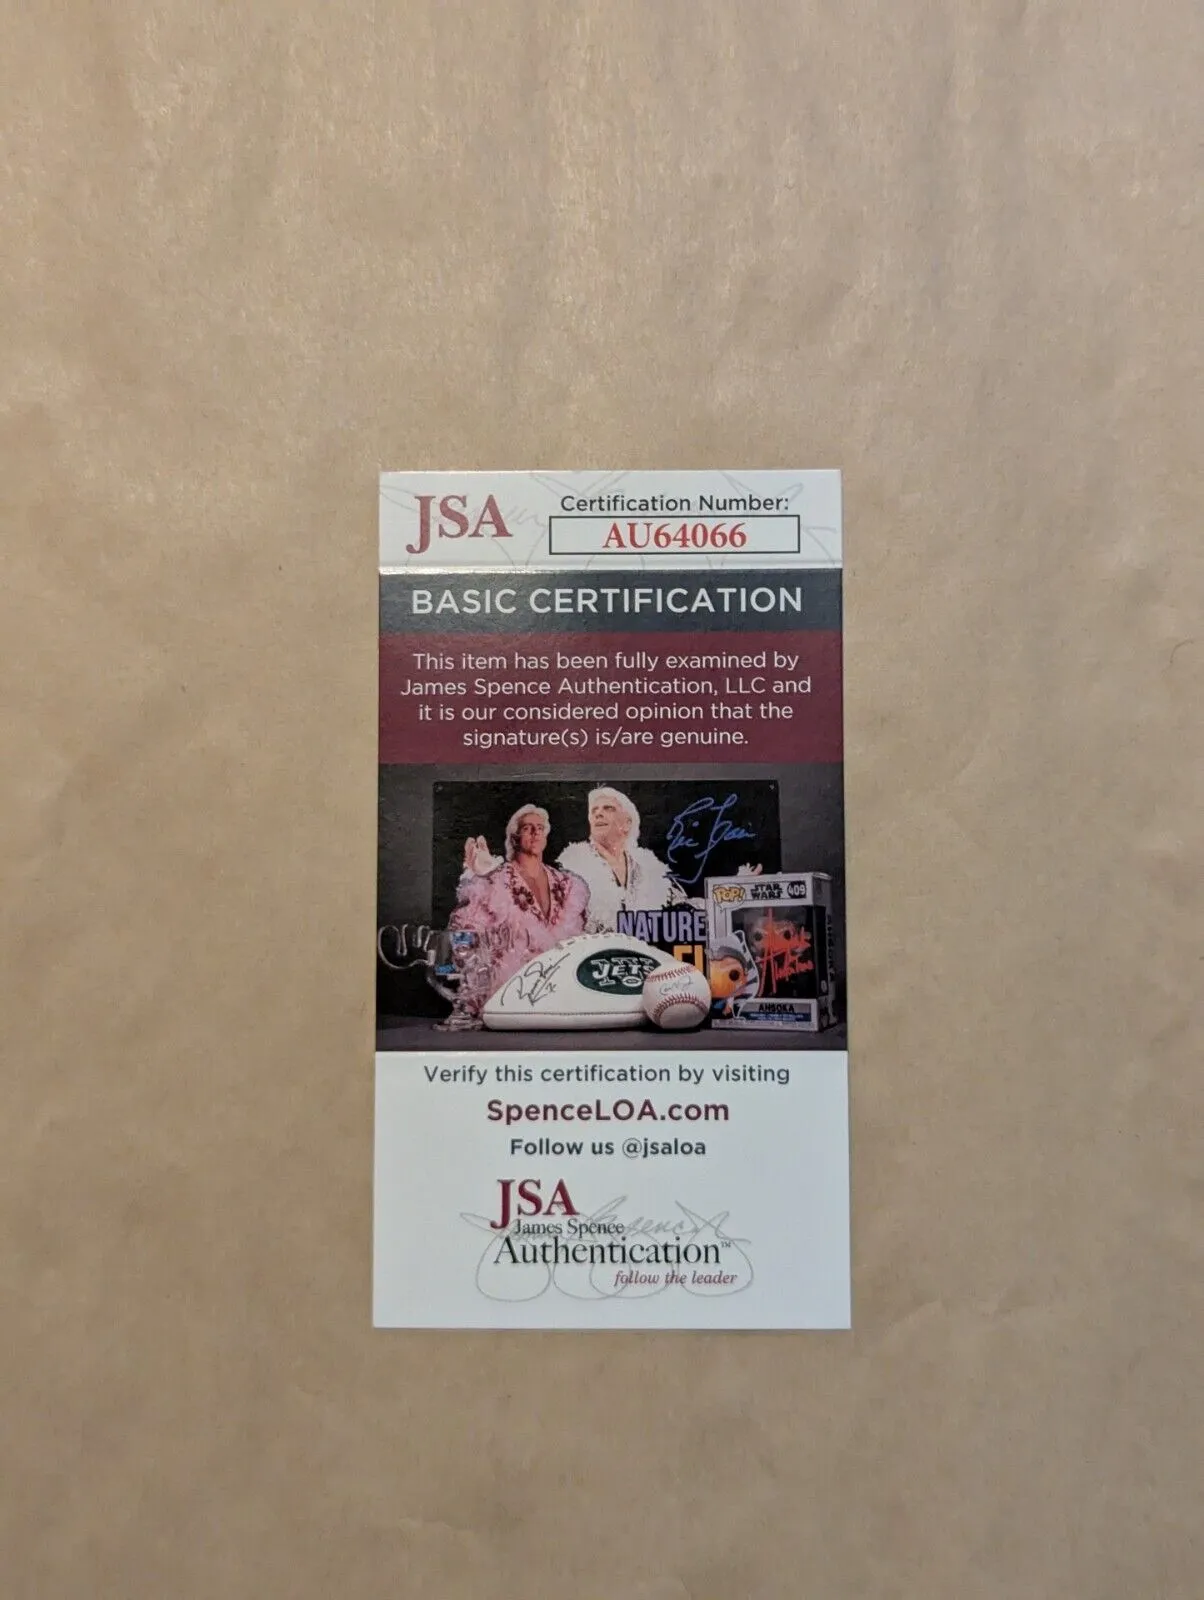 JSA
Certification Number:
AU64066
BASIC CERTIFICATION
This item has been fully examined by
James Spence Authentication, LLC and
it is our considered opinion that the
signature(s) is/are genuine.
NATURE
JETS
POP!
STAR
WARS
409
AHSOKA
Verify this certification by visiting
SpenceLOA.com
Follow us @jsaloa
JSA
James Spence
Authentication™
follow the leader